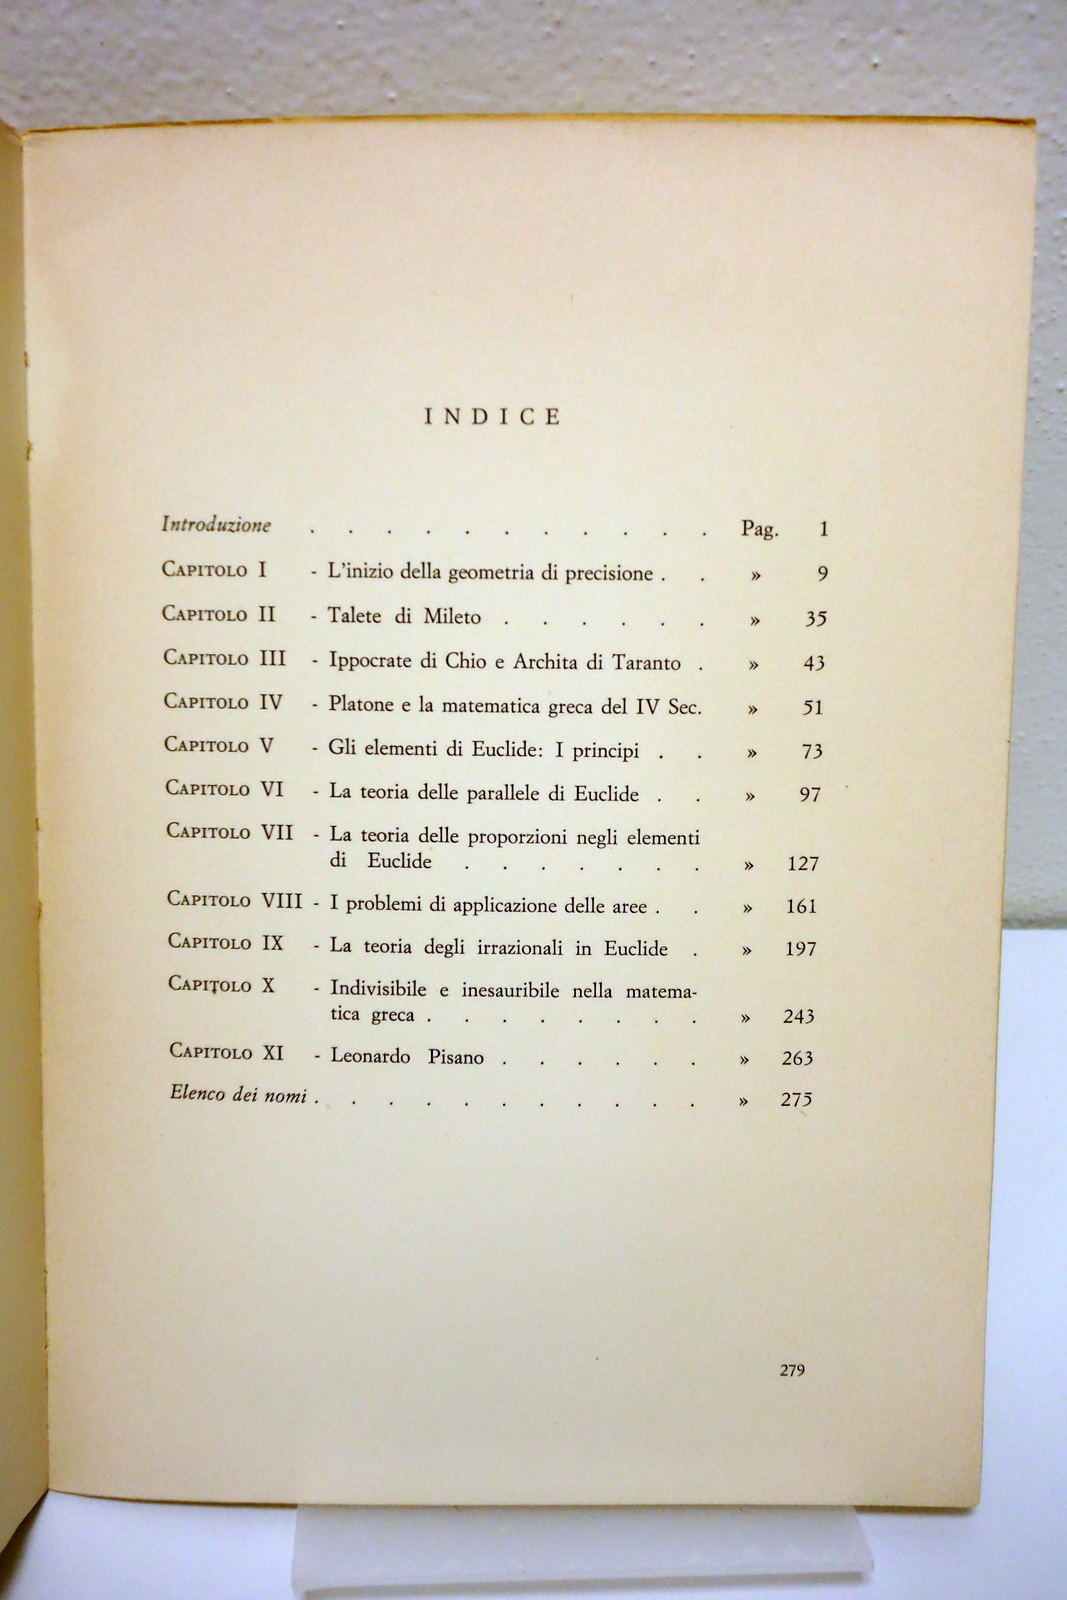 INDICE
Introduzione . . . . . . . . . . . Pag. 1
CAPITOLO I - L'inizio della geometria di precisione . . » 9
CAPITOLO II - Talete di Mileto . . . . . . » 35
CAPITOLO III - Ippocrate di Chio e Archita di Taranto . » 43
CAPITOLO IV - Platone e la matematica greca del IV Sec. » 51
CAPITOLO V - Gli elementi di Euclide: I principi . . » 73
CAPITOLO VI - La teoria delle parallele di Euclide . . » 97
CAPITOLO VII - La teoria delle proporzioni negli elementi
di Euclide . . . . . . . » 127
CAPITOLO VIII - I problemi di applicazione delle aree . . » 161
CAPITOLO IX - La teoria degli irrazionali in Euclide . » 197
CAPITOLO X - Indivisibile e inesauribile nella matema-
tica greca . . . . . . . . » 243
CAPITOLO XI - Leonardo Pisano . . . . . . » 263
Elenco dei nomi . . . . . . . . . . . » 275
279